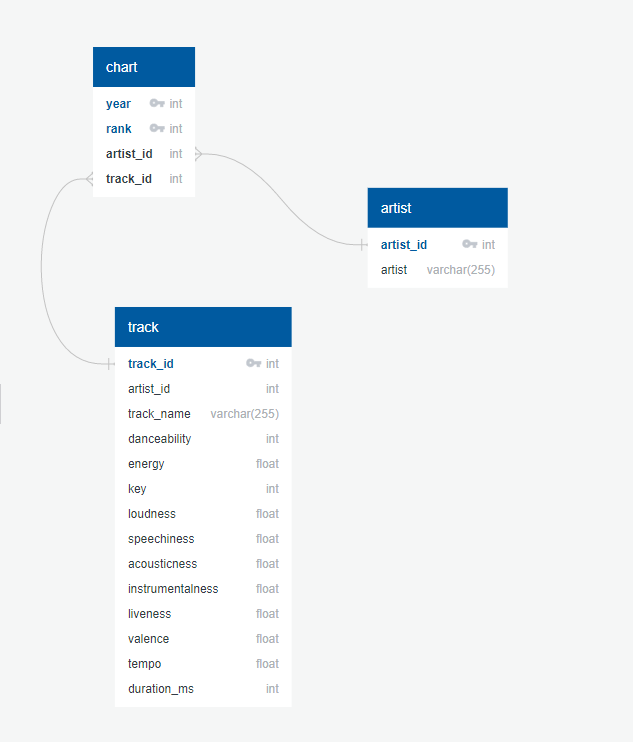 chart
year int
rank int
artist_id int
track_id int
artist
artist_id int
artist varchar(255)
track
track_id int
artist_id int
track_name varchar(255)
danceability int
energy float
key int
loudness float
speechiness float
acousticness float
instrumentalness float
liveness float
valence float
tempo float
duration_ms int